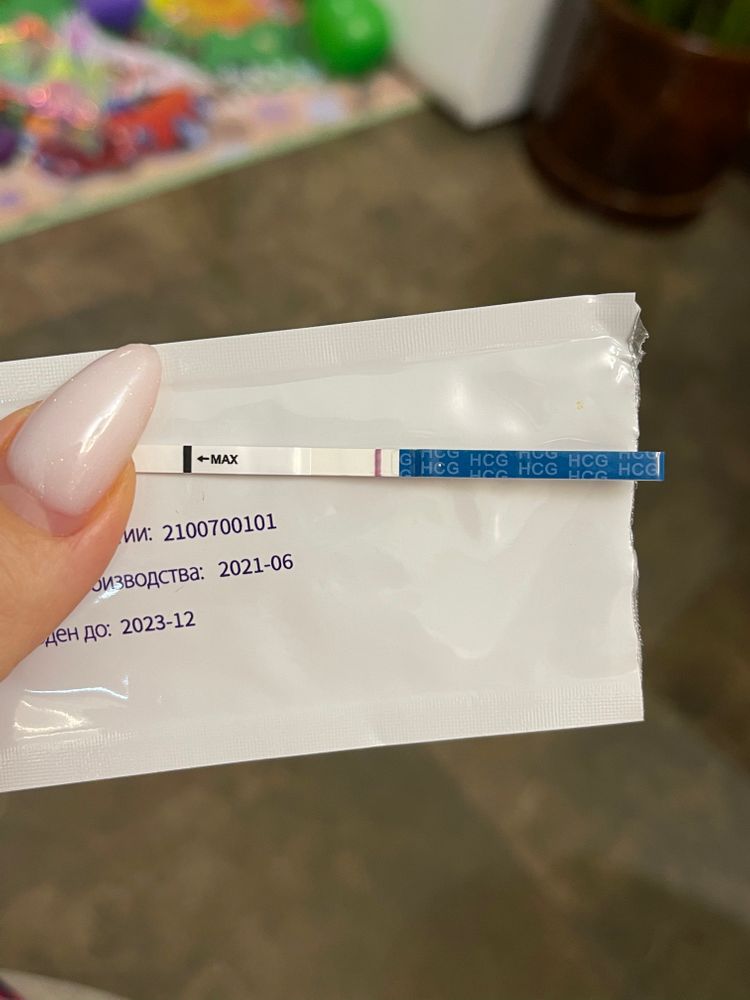 ←MAX
HCG HCG HCG HCG
HCG HCG HCG HCG
ИИ: 2100700101
оизводства: 2021-06
ден до: 2023-12